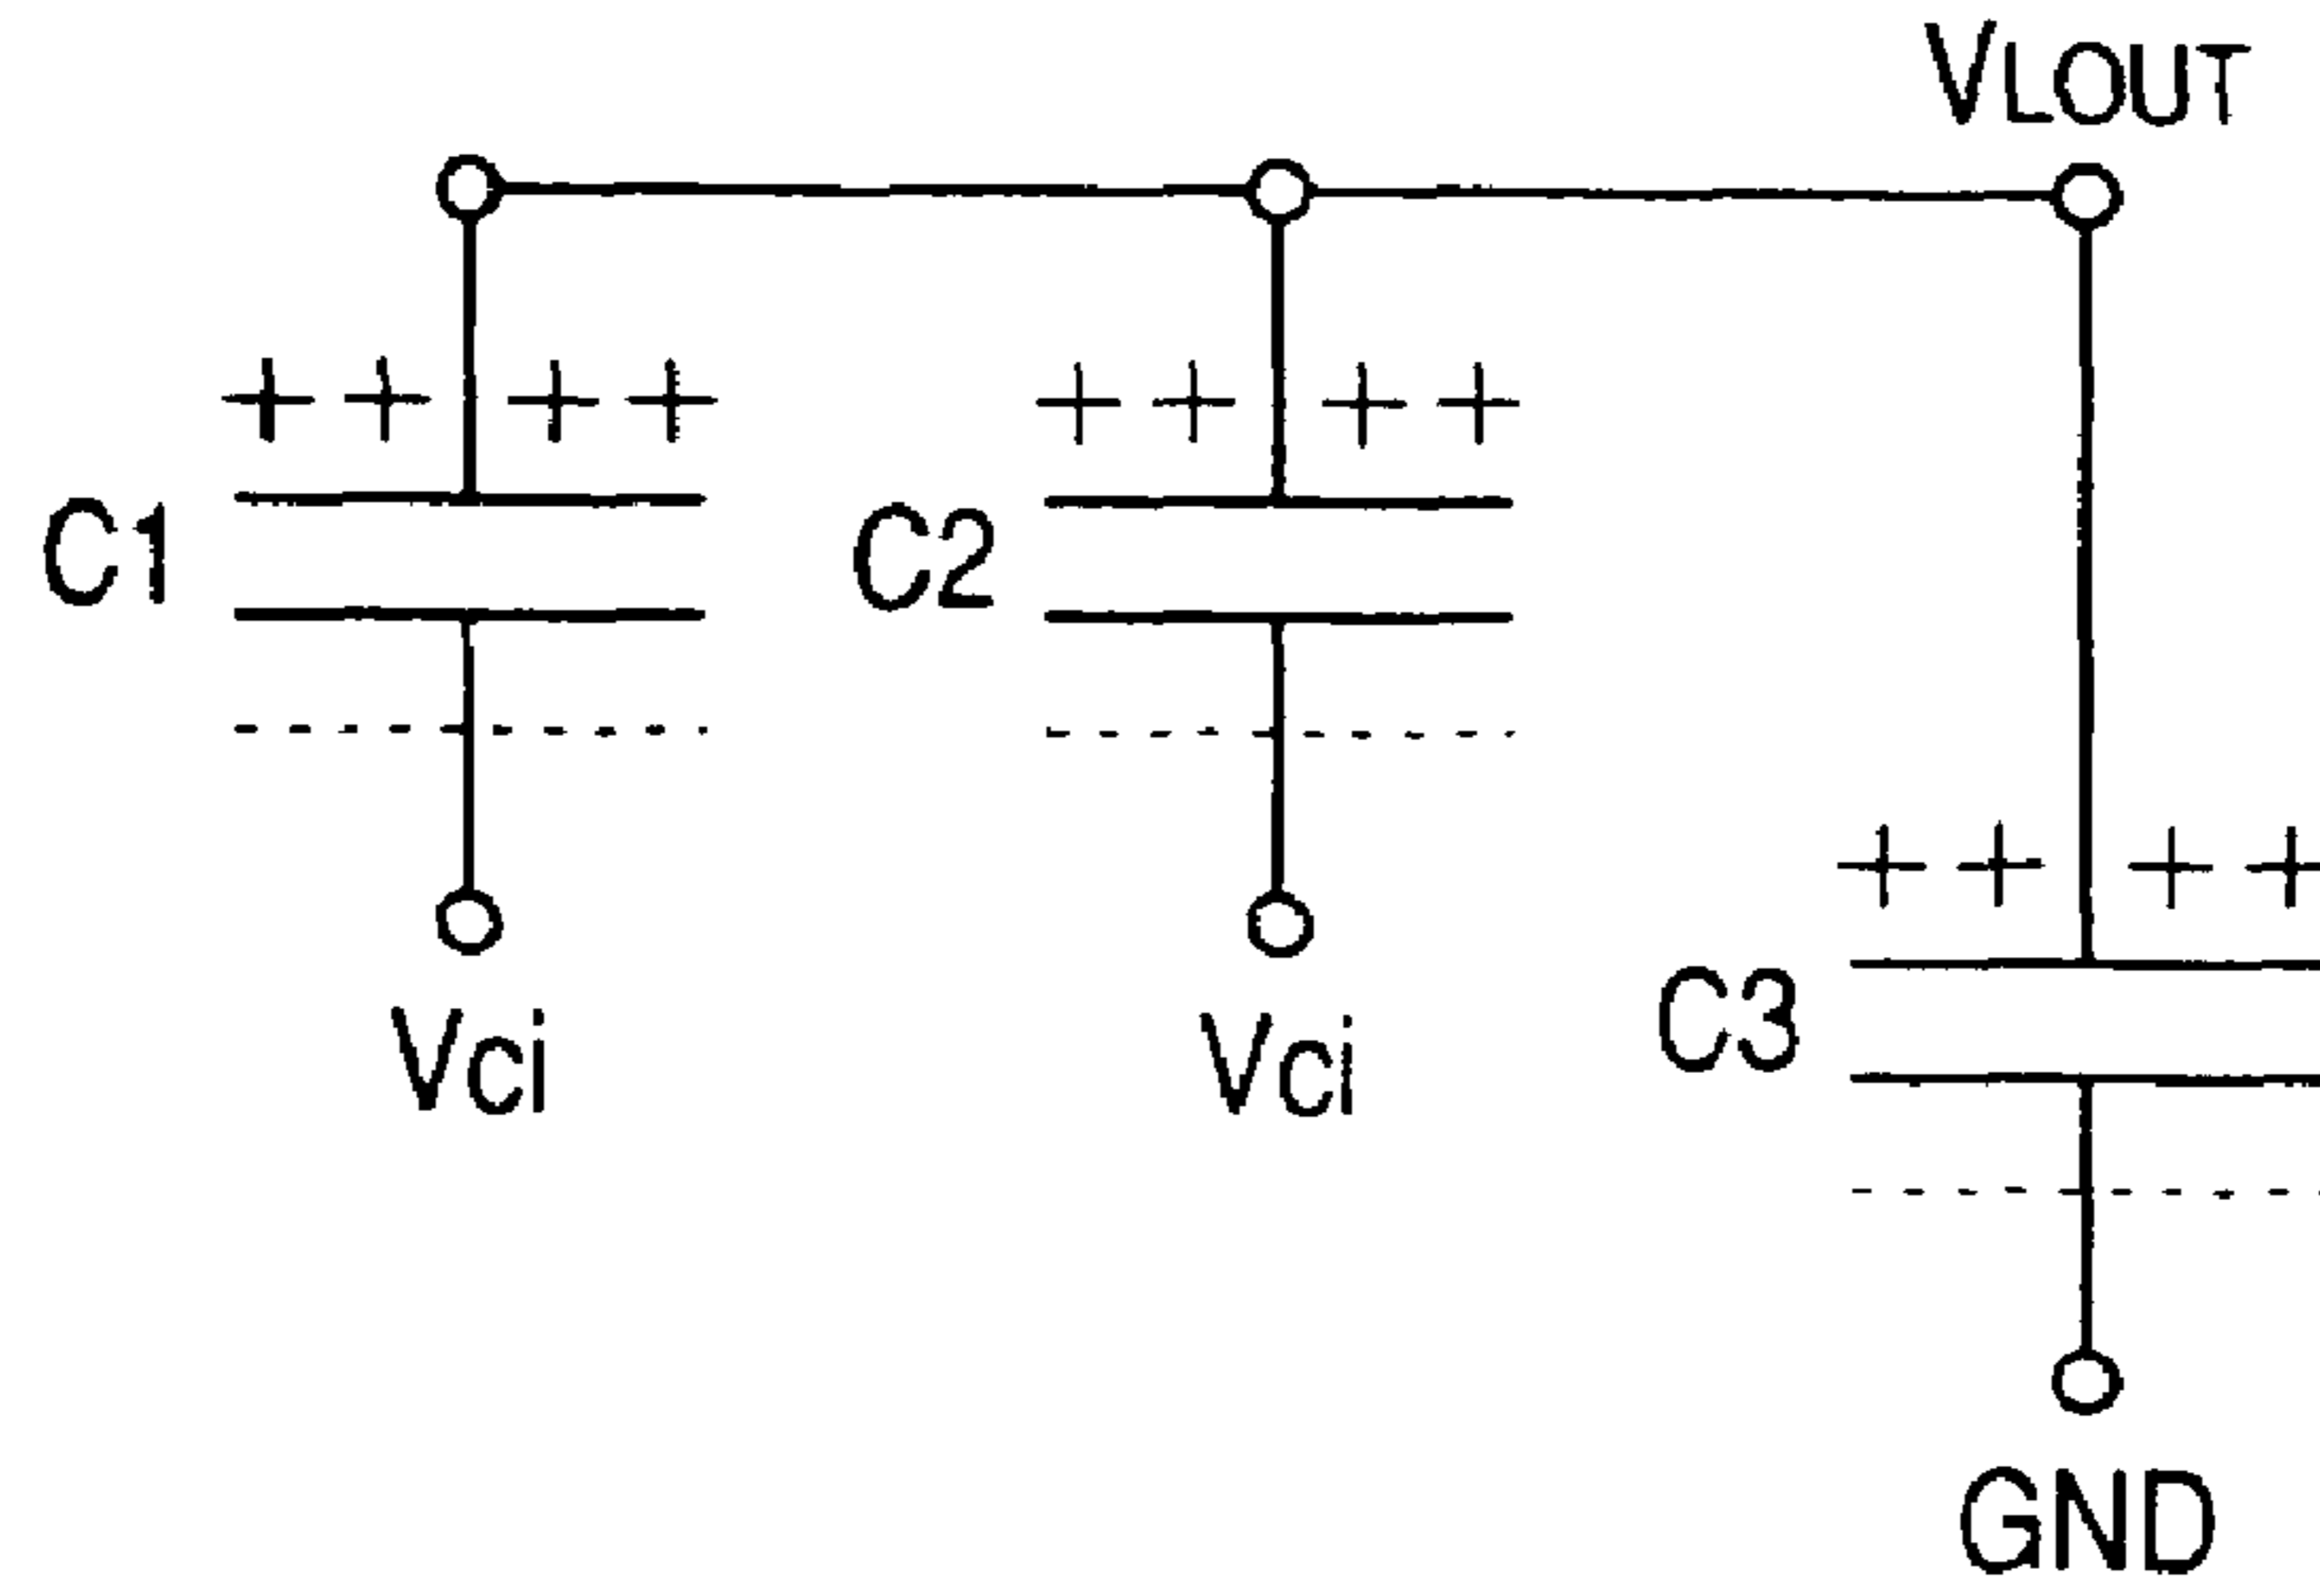 VLOUT
+ + + + + + + +
C1 C2
+ + + +
Vci Vci C3
GND